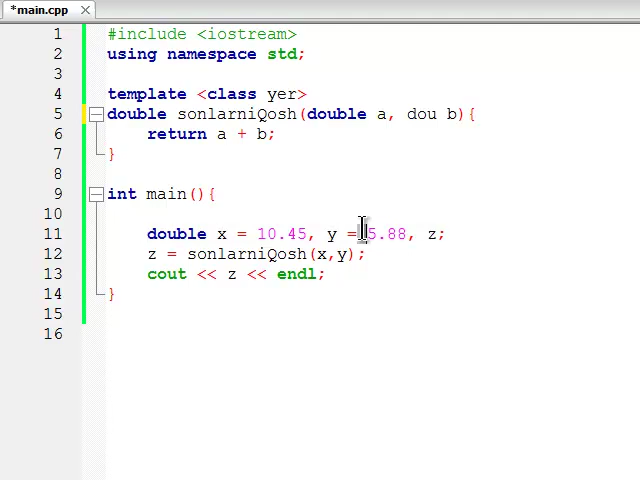 *main.cpp
1 #include <iostream>
2 using namespace std;
3
4 template <class yer>
5 double sonlarniQosh(double a, dou b){
6 return a + b;
7 }
8
9 int main(){
10
11 double x = 10.45, y = 5.88, z;
12 z = sonlarniQosh(x,y);
13 cout << z << endl;
14 }
15
16